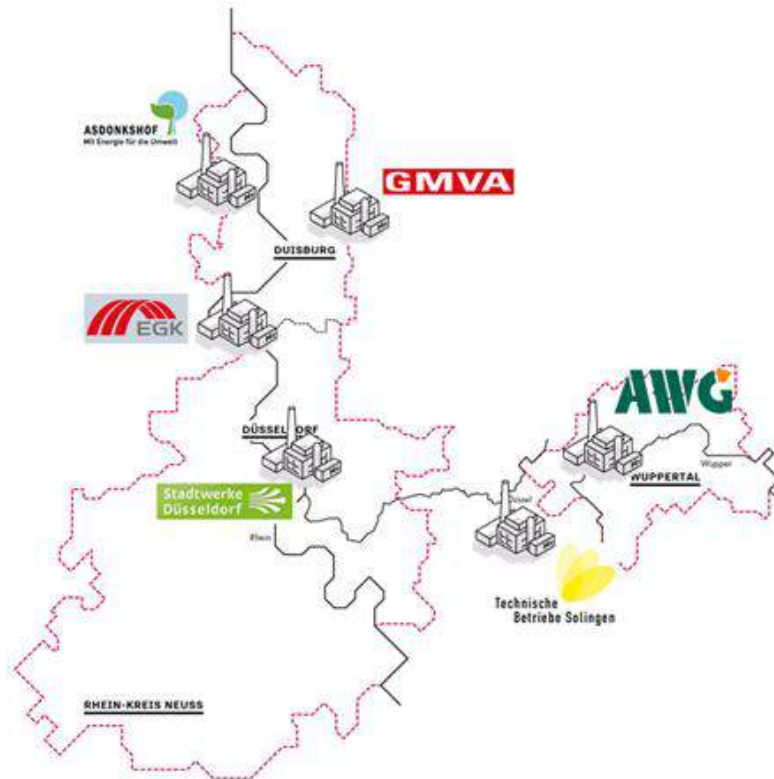 ASDONKSHOF
Mit Energie für die Umwelt
GMVA
DUISBURG
EGK
AWG
DÜSSELDORF
Wupper
WUPPERTAL
Stadtwerke
Düsseldorf
Düssel
Rhein
Technische
Betriebe Solingen
RHEIN-KREIS NEUSS